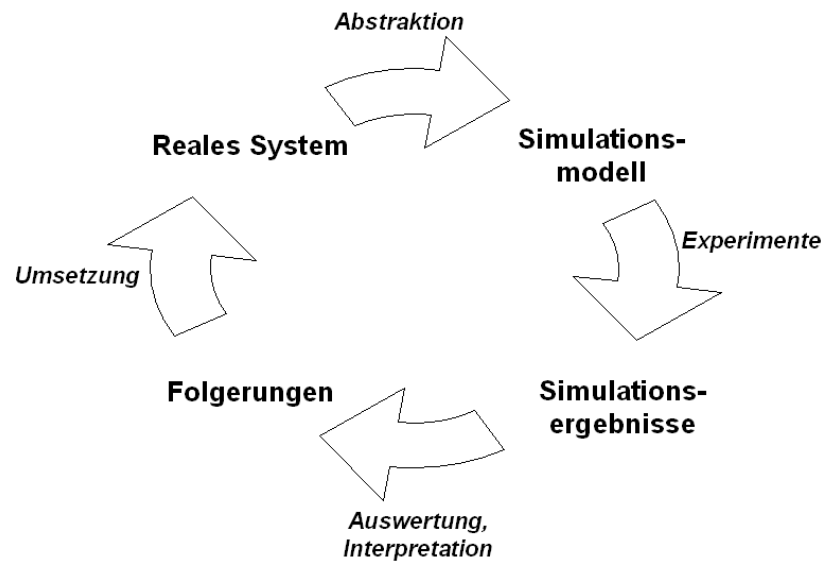 Abstraktion
Reales System
Simulations-
modell
Experimente
Umsetzung
Folgerungen
Simulations-
ergebnisse
Auswertung,
Interpretation